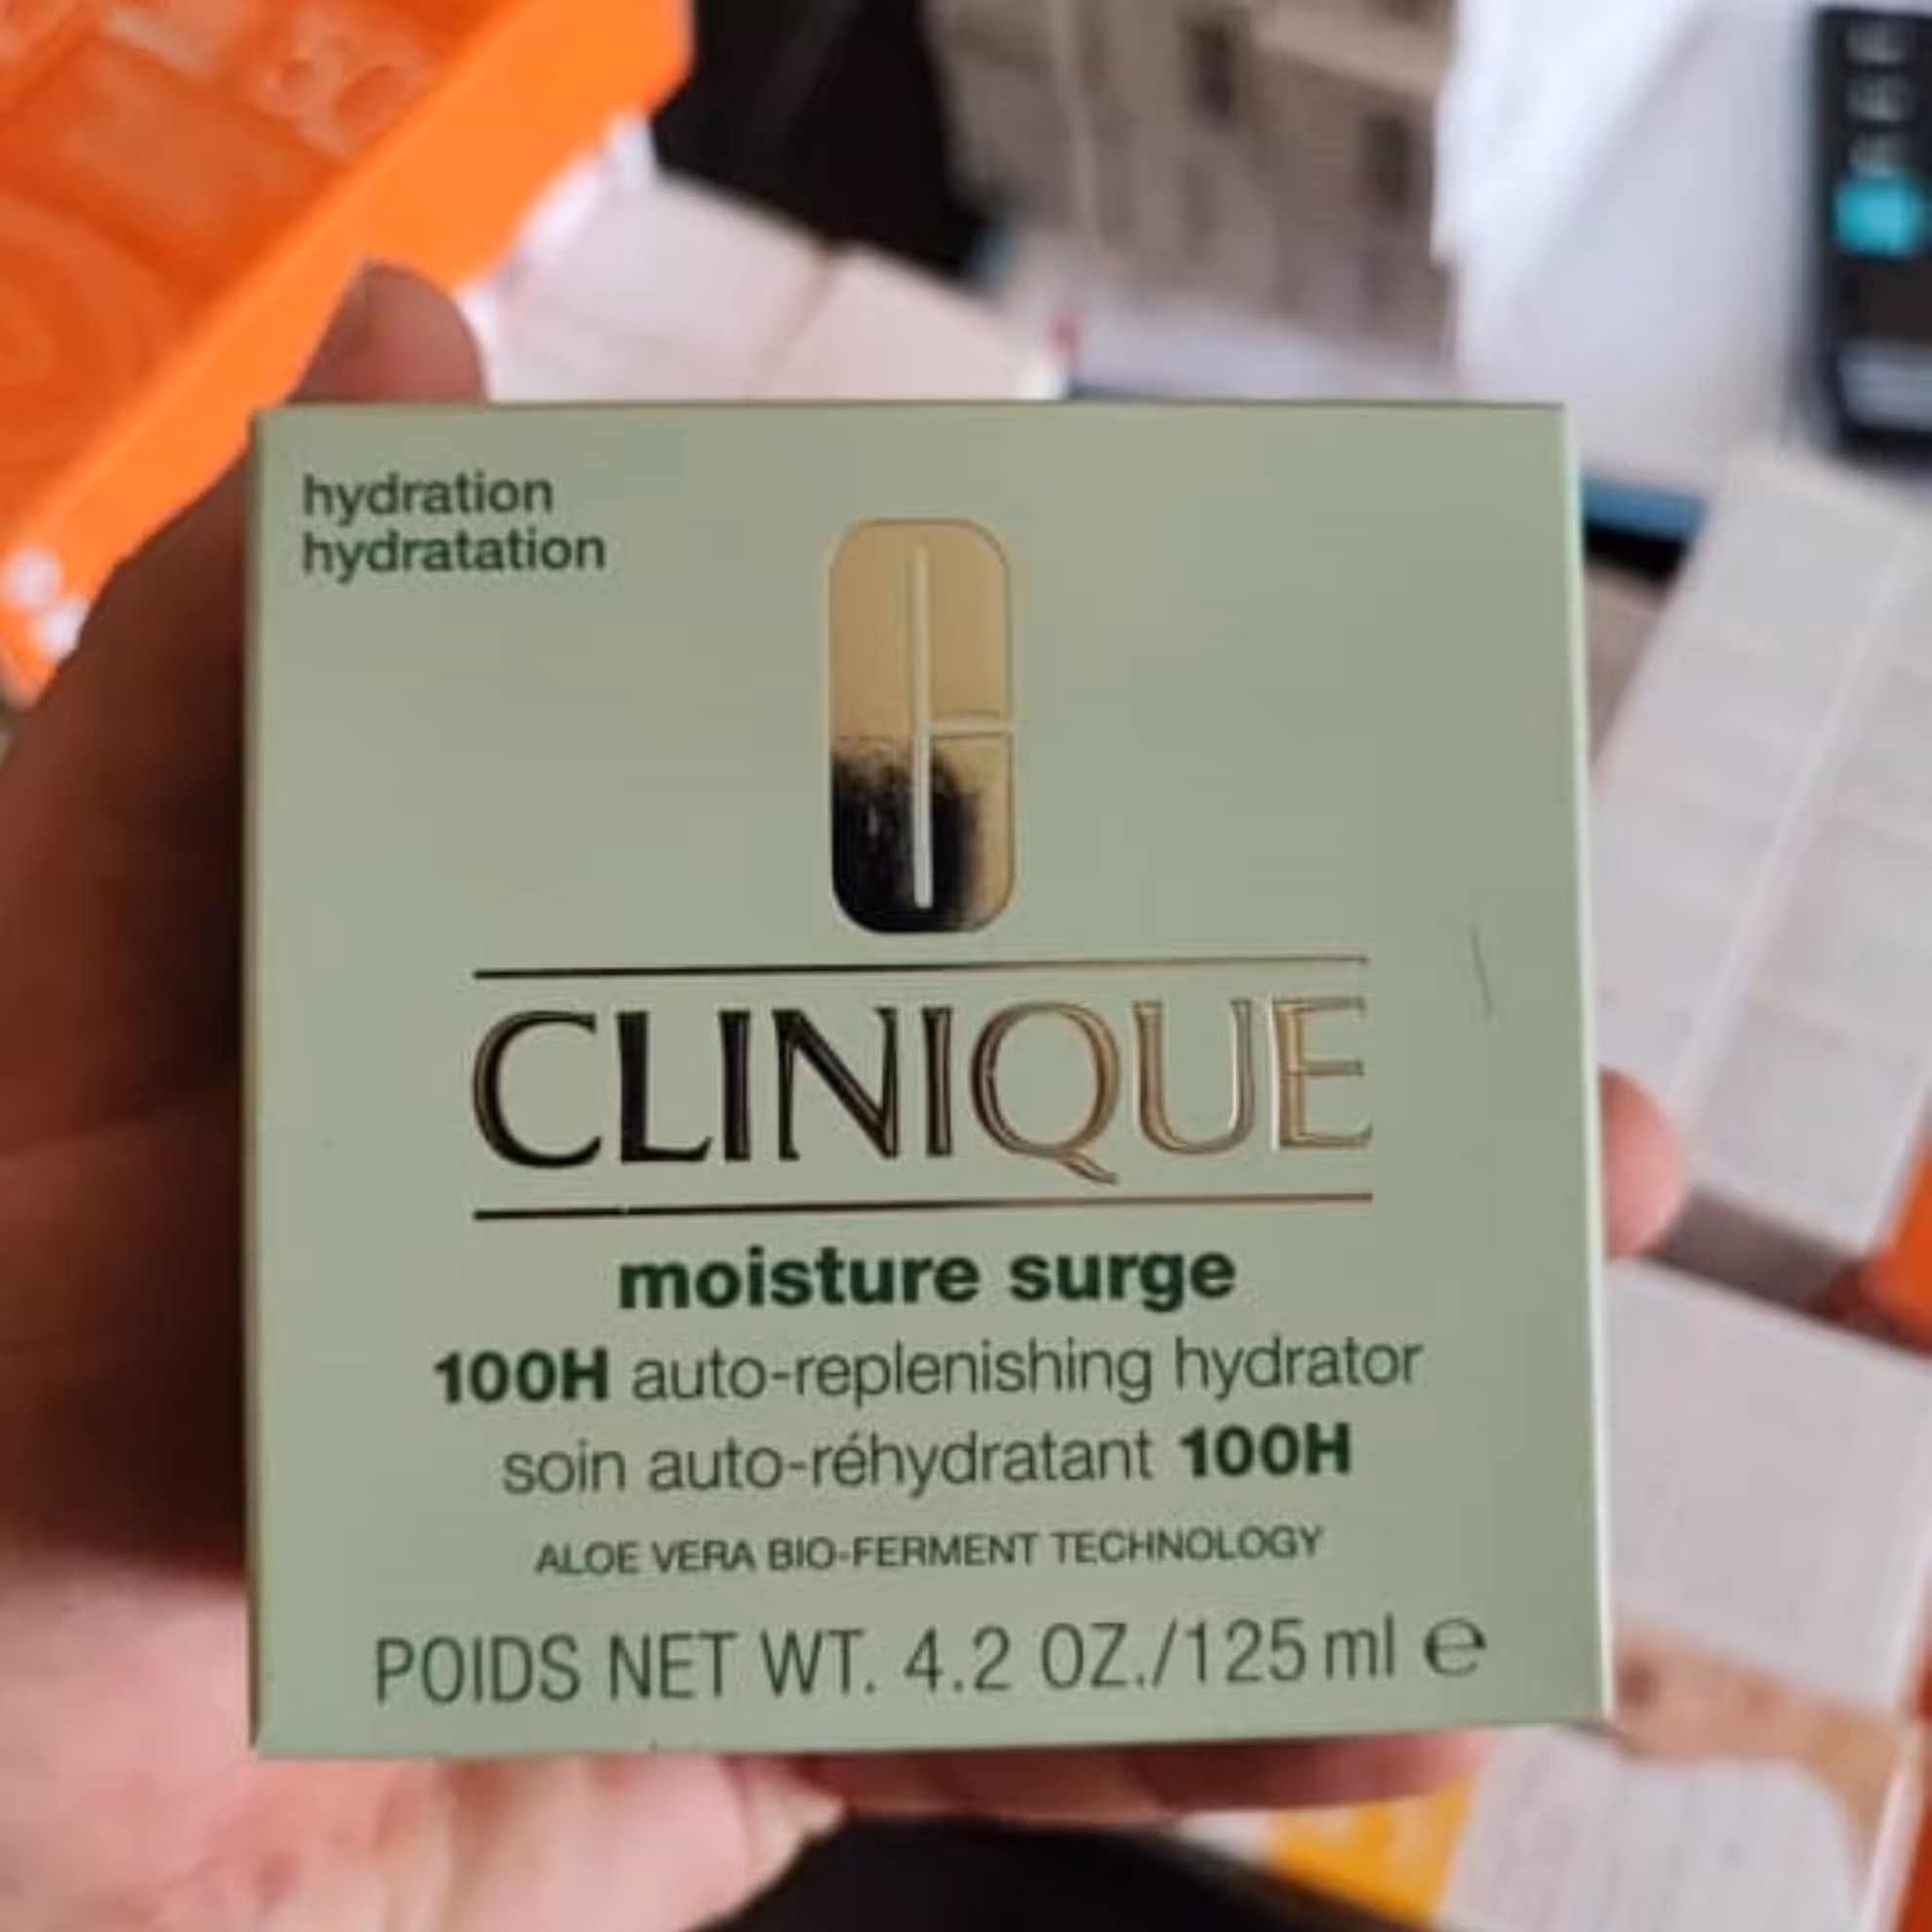 hydration
hydratation
CLINIQUE
moisture surge
100H auto-replenishing hydrator
soin auto-réhydratant 100H
ALOE VERA BIO-FERMENT TECHNOLOGY
POIDS NET WT. 4.2 OZ./125 ml ℮